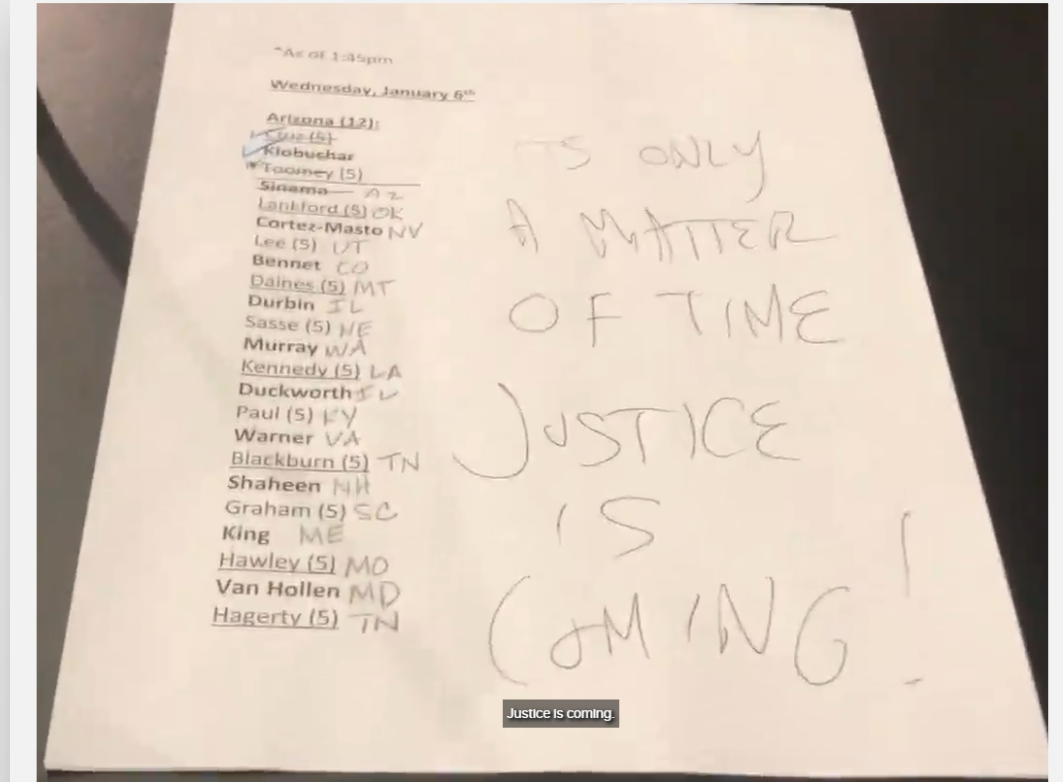 *As of 1:45pm
Wednesday, January 6th
Arizona (12):
Cruz (5)
Klobuchar
*Toomey (5)
Sinema AZ
Lankford (5) OK
Cortez-Masto NV
Lee (5) UT
Bennet CO
Daines (5) MT
Durbin IL
Sasse (5) NE
Murray WA
Kennedy (5) LA
Duckworth IL
Paul (5) KY
Warner VA
Blackburn (5) TN
Shaheen NH
Graham (5) SC
King ME
Hawley (5) MO
Van Hollen MD
Hagerty (5) TN
ITS ONLY
A MATTER
OF TIME
JUSTICE
IS
COMING!
Justice is coming.